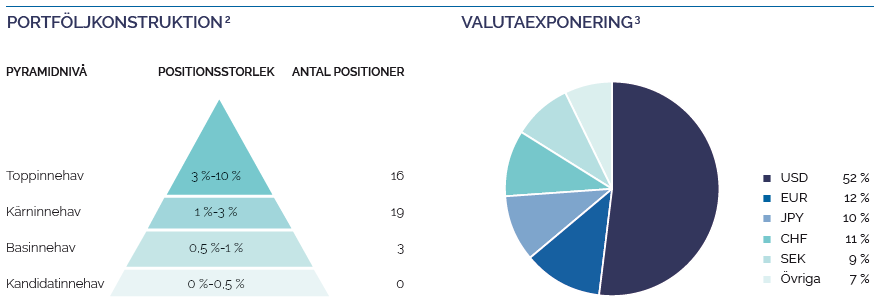 PORTFÖLJKONSTRUKTION²
PYRAMIDNIVÅ POSITIONSSTORLEK ANTAL POSITIONER
Toppinnehav 3 %-10 % 16
Kärninnehav 1 %-3 % 19
Basinnehav 0,5 %-1 % 3
Kandidatinnehav 0 %-0,5 % 0
VALUTAEXPONERING³
USD 52 %
EUR 12 %
JPY 10 %
CHF 11 %
SEK 9 %
Övriga 7 %